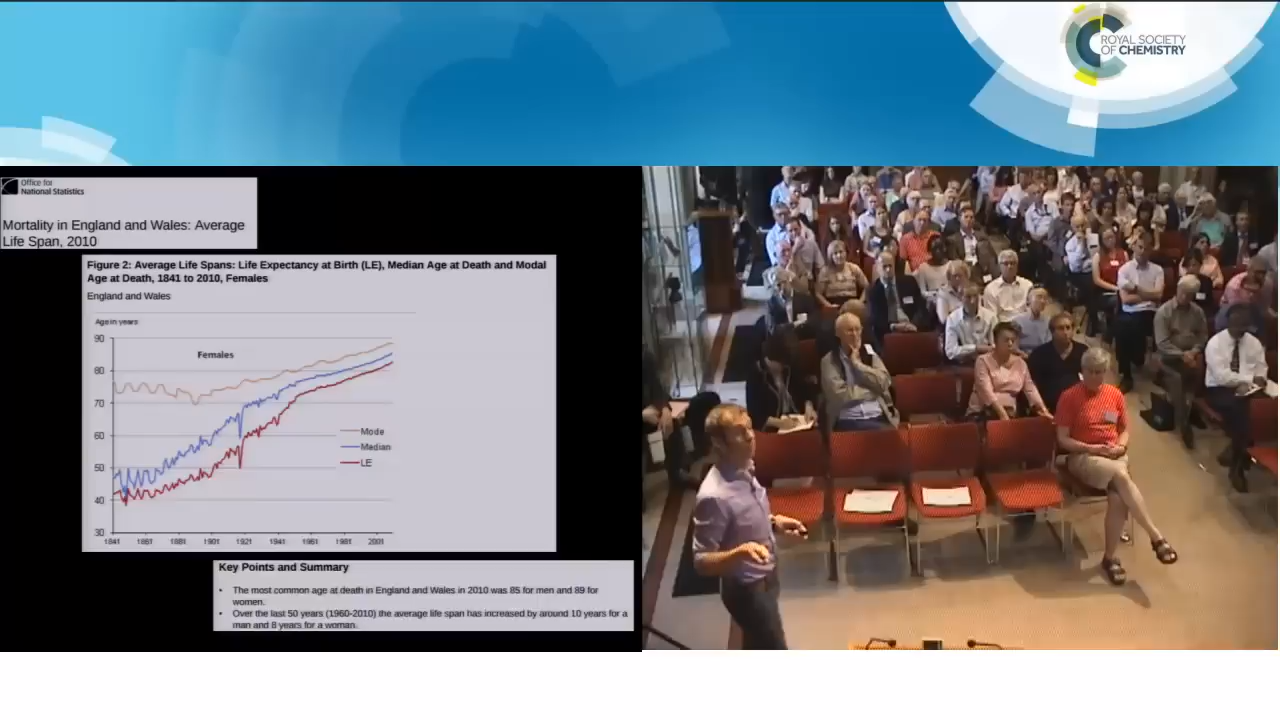 ROYAL SOCIETY
OF CHEMISTRY
Office for
National Statistics
Mortality in England and Wales: Average
Life Span, 2010
Figure 2: Average Life Spans: Life Expectancy at Birth (LE), Median Age at Death and Modal
Age at Death, 1841 to 2010, Females
England and Wales
Age in years
90
Females
80
70
60
Mode
Median
50
LE
40
30
1841 1861 1881 1901 1921 1941 1961 1981 2001
Key Points and Summary
• The most common age at death in England and Wales in 2010 was 85 for men and 89 for
women.
• Over the last 50 years (1960-2010) the average life span has increased by around 10 years for a
man and 8 years for a woman.